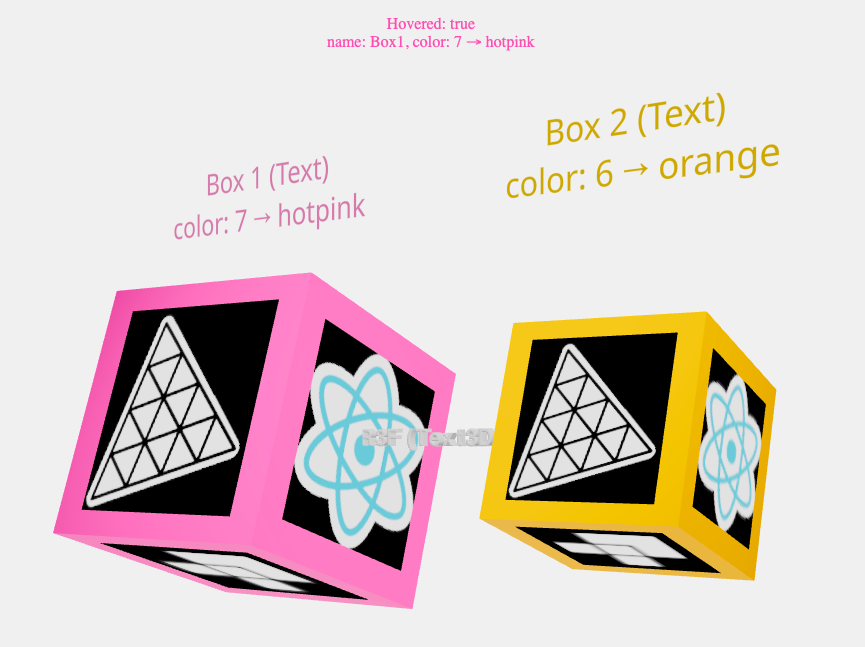 Hovered: true
name: Box1, color: 7 → hotpink
Box 2 (Text)
color: 6 → orange
Box 1 (Text)
color: 7 → hotpink
R3F (Text3D